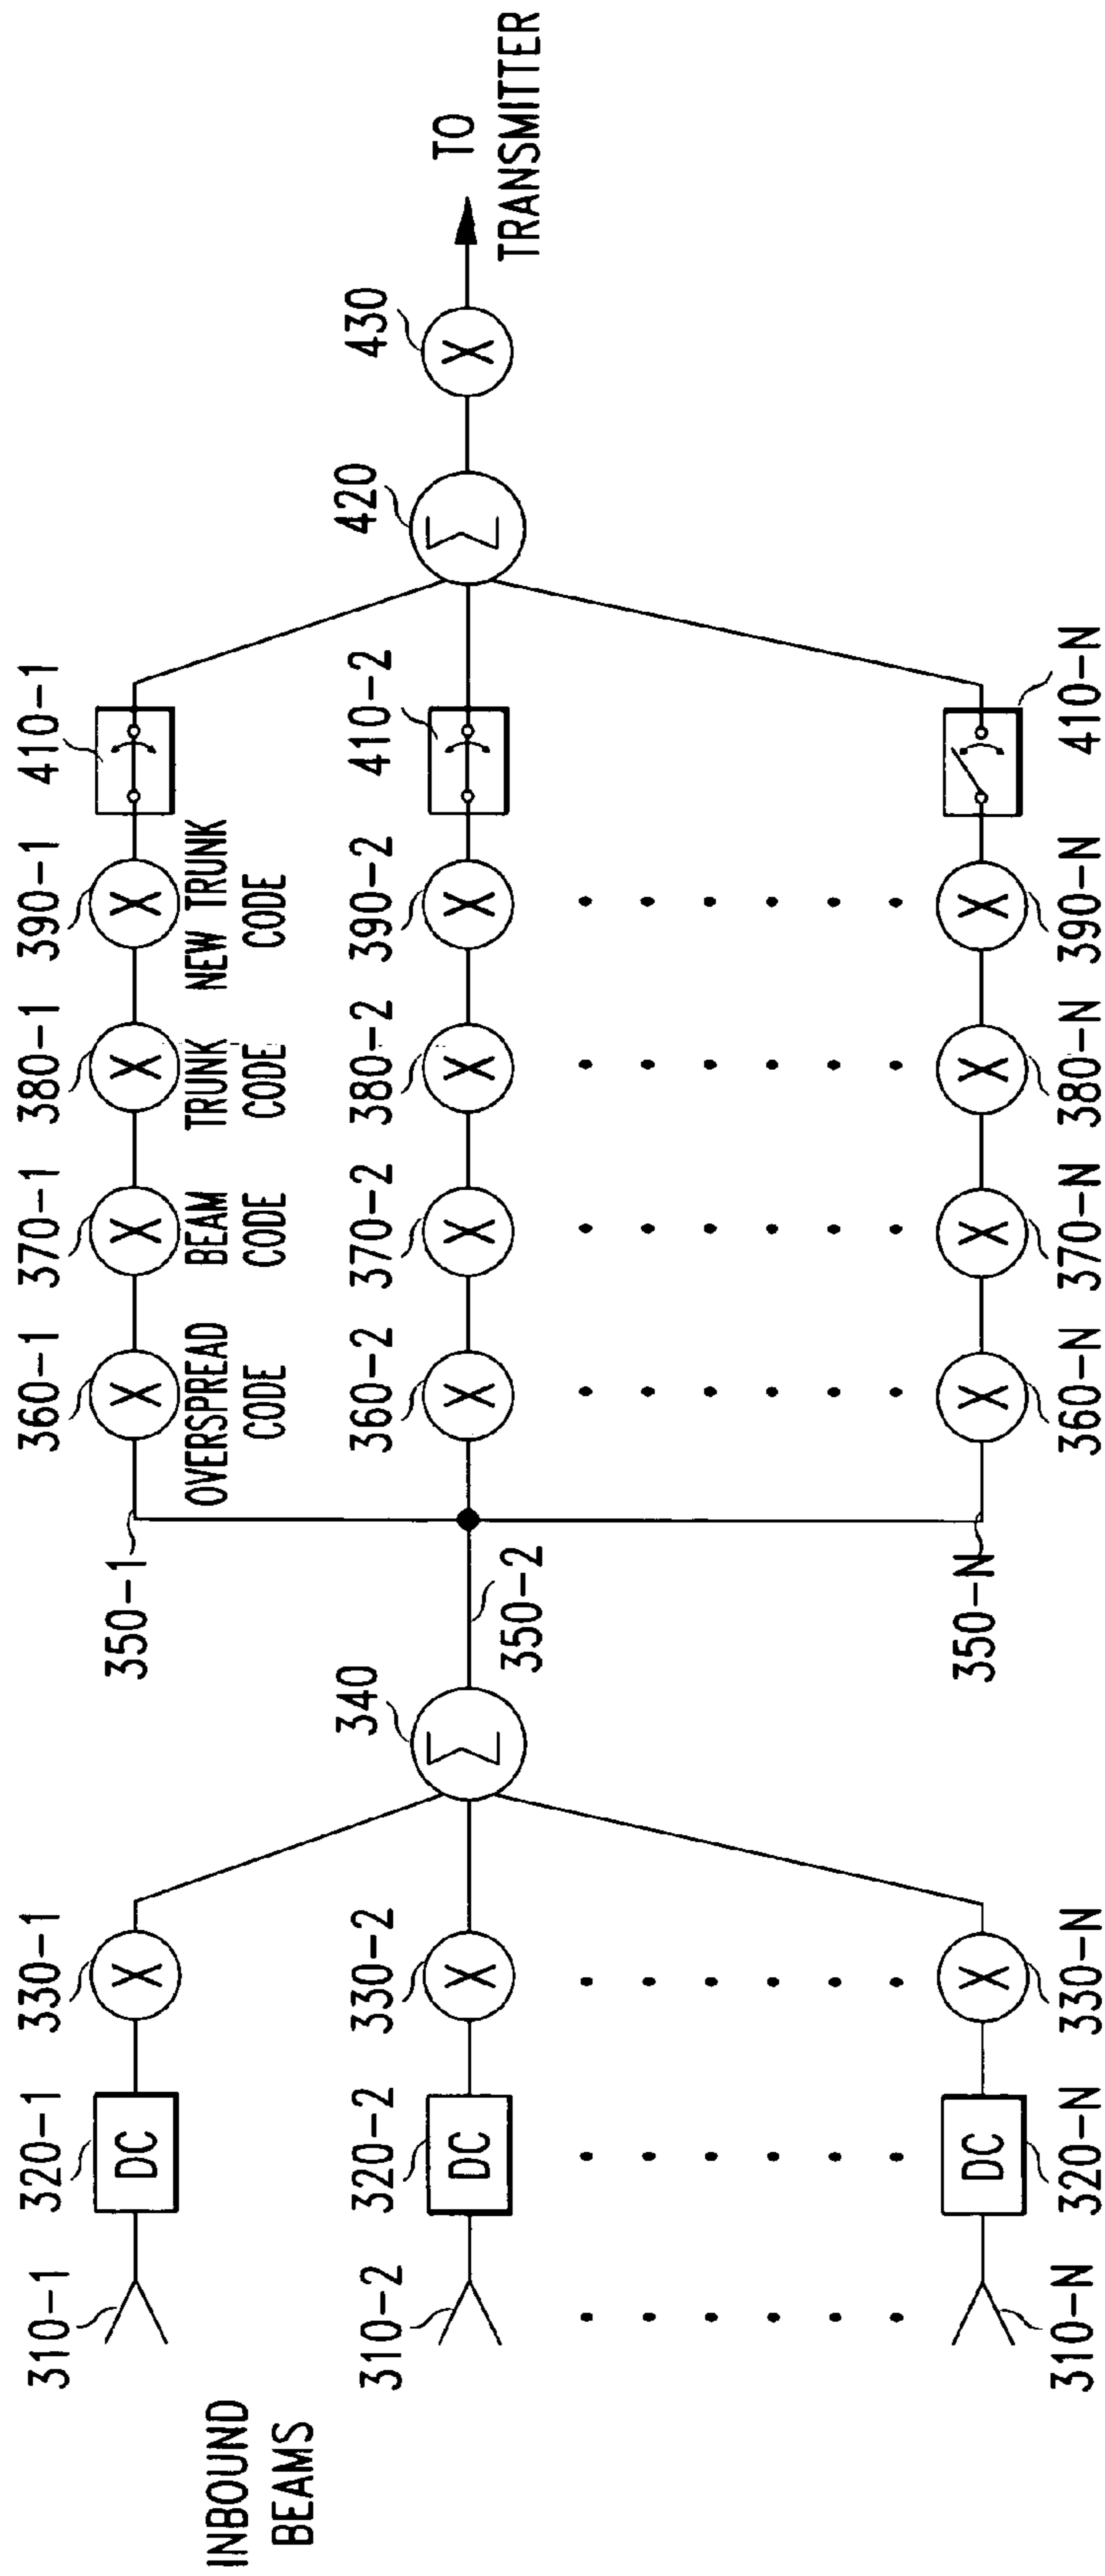 INBOUND
BEAMS
310-1
320-1
330-1
310-2
320-2
330-2
310-N
320-N
330-N
DC
DC
DC
X
X
X
340
Σ
350-1
350-2
350-N
360-1
370-1
380-1
390-1
410-1
X
X
X
X
OVERSPREAD
CODE
BEAM
CODE
TRUNK
CODE
NEW TRUNK
CODE
360-2
370-2
380-2
390-2
410-2
X
X
X
X
X
X
X
X
360-N
370-N
380-N
390-N
410-N
420
Σ
430
X
TO
TRANSMITTER